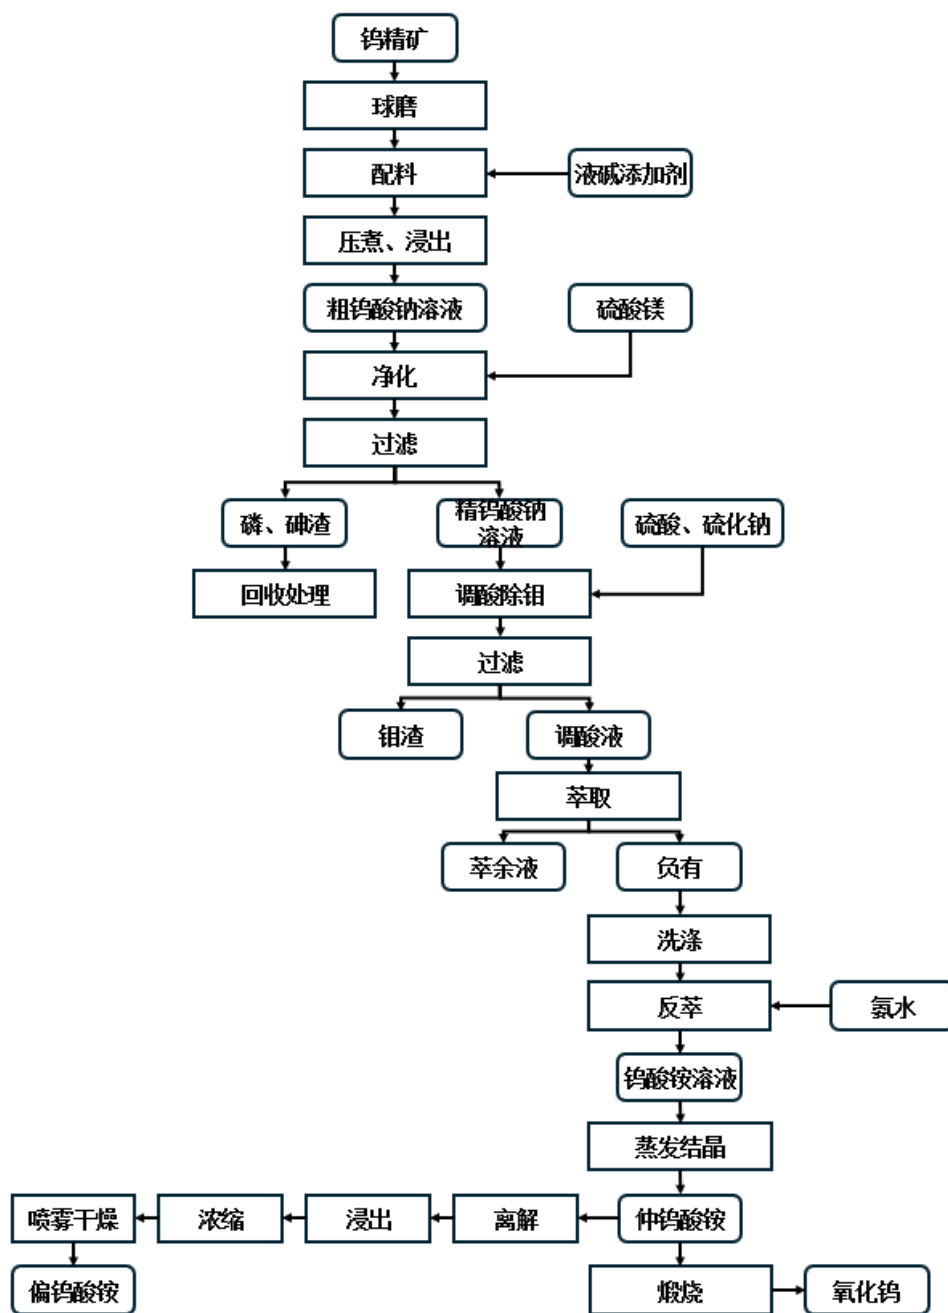 钨精矿
球磨
配料
液碱添加剂
压煮、浸出
粗钨酸钠溶液
硫酸镁
净化
过滤
磷、砷渣
精钨酸钠
溶液
硫酸、硫化钠
回收处理
调酸除钼
过滤
钼渣
调酸液
萃取
萃余液
负有
洗涤
反萃
氨水
钨酸铵溶液
蒸发结晶
喷雾干燥
浓缩
浸出
离解
仲钨酸铵
偏钨酸铵
煅烧
氧化钨